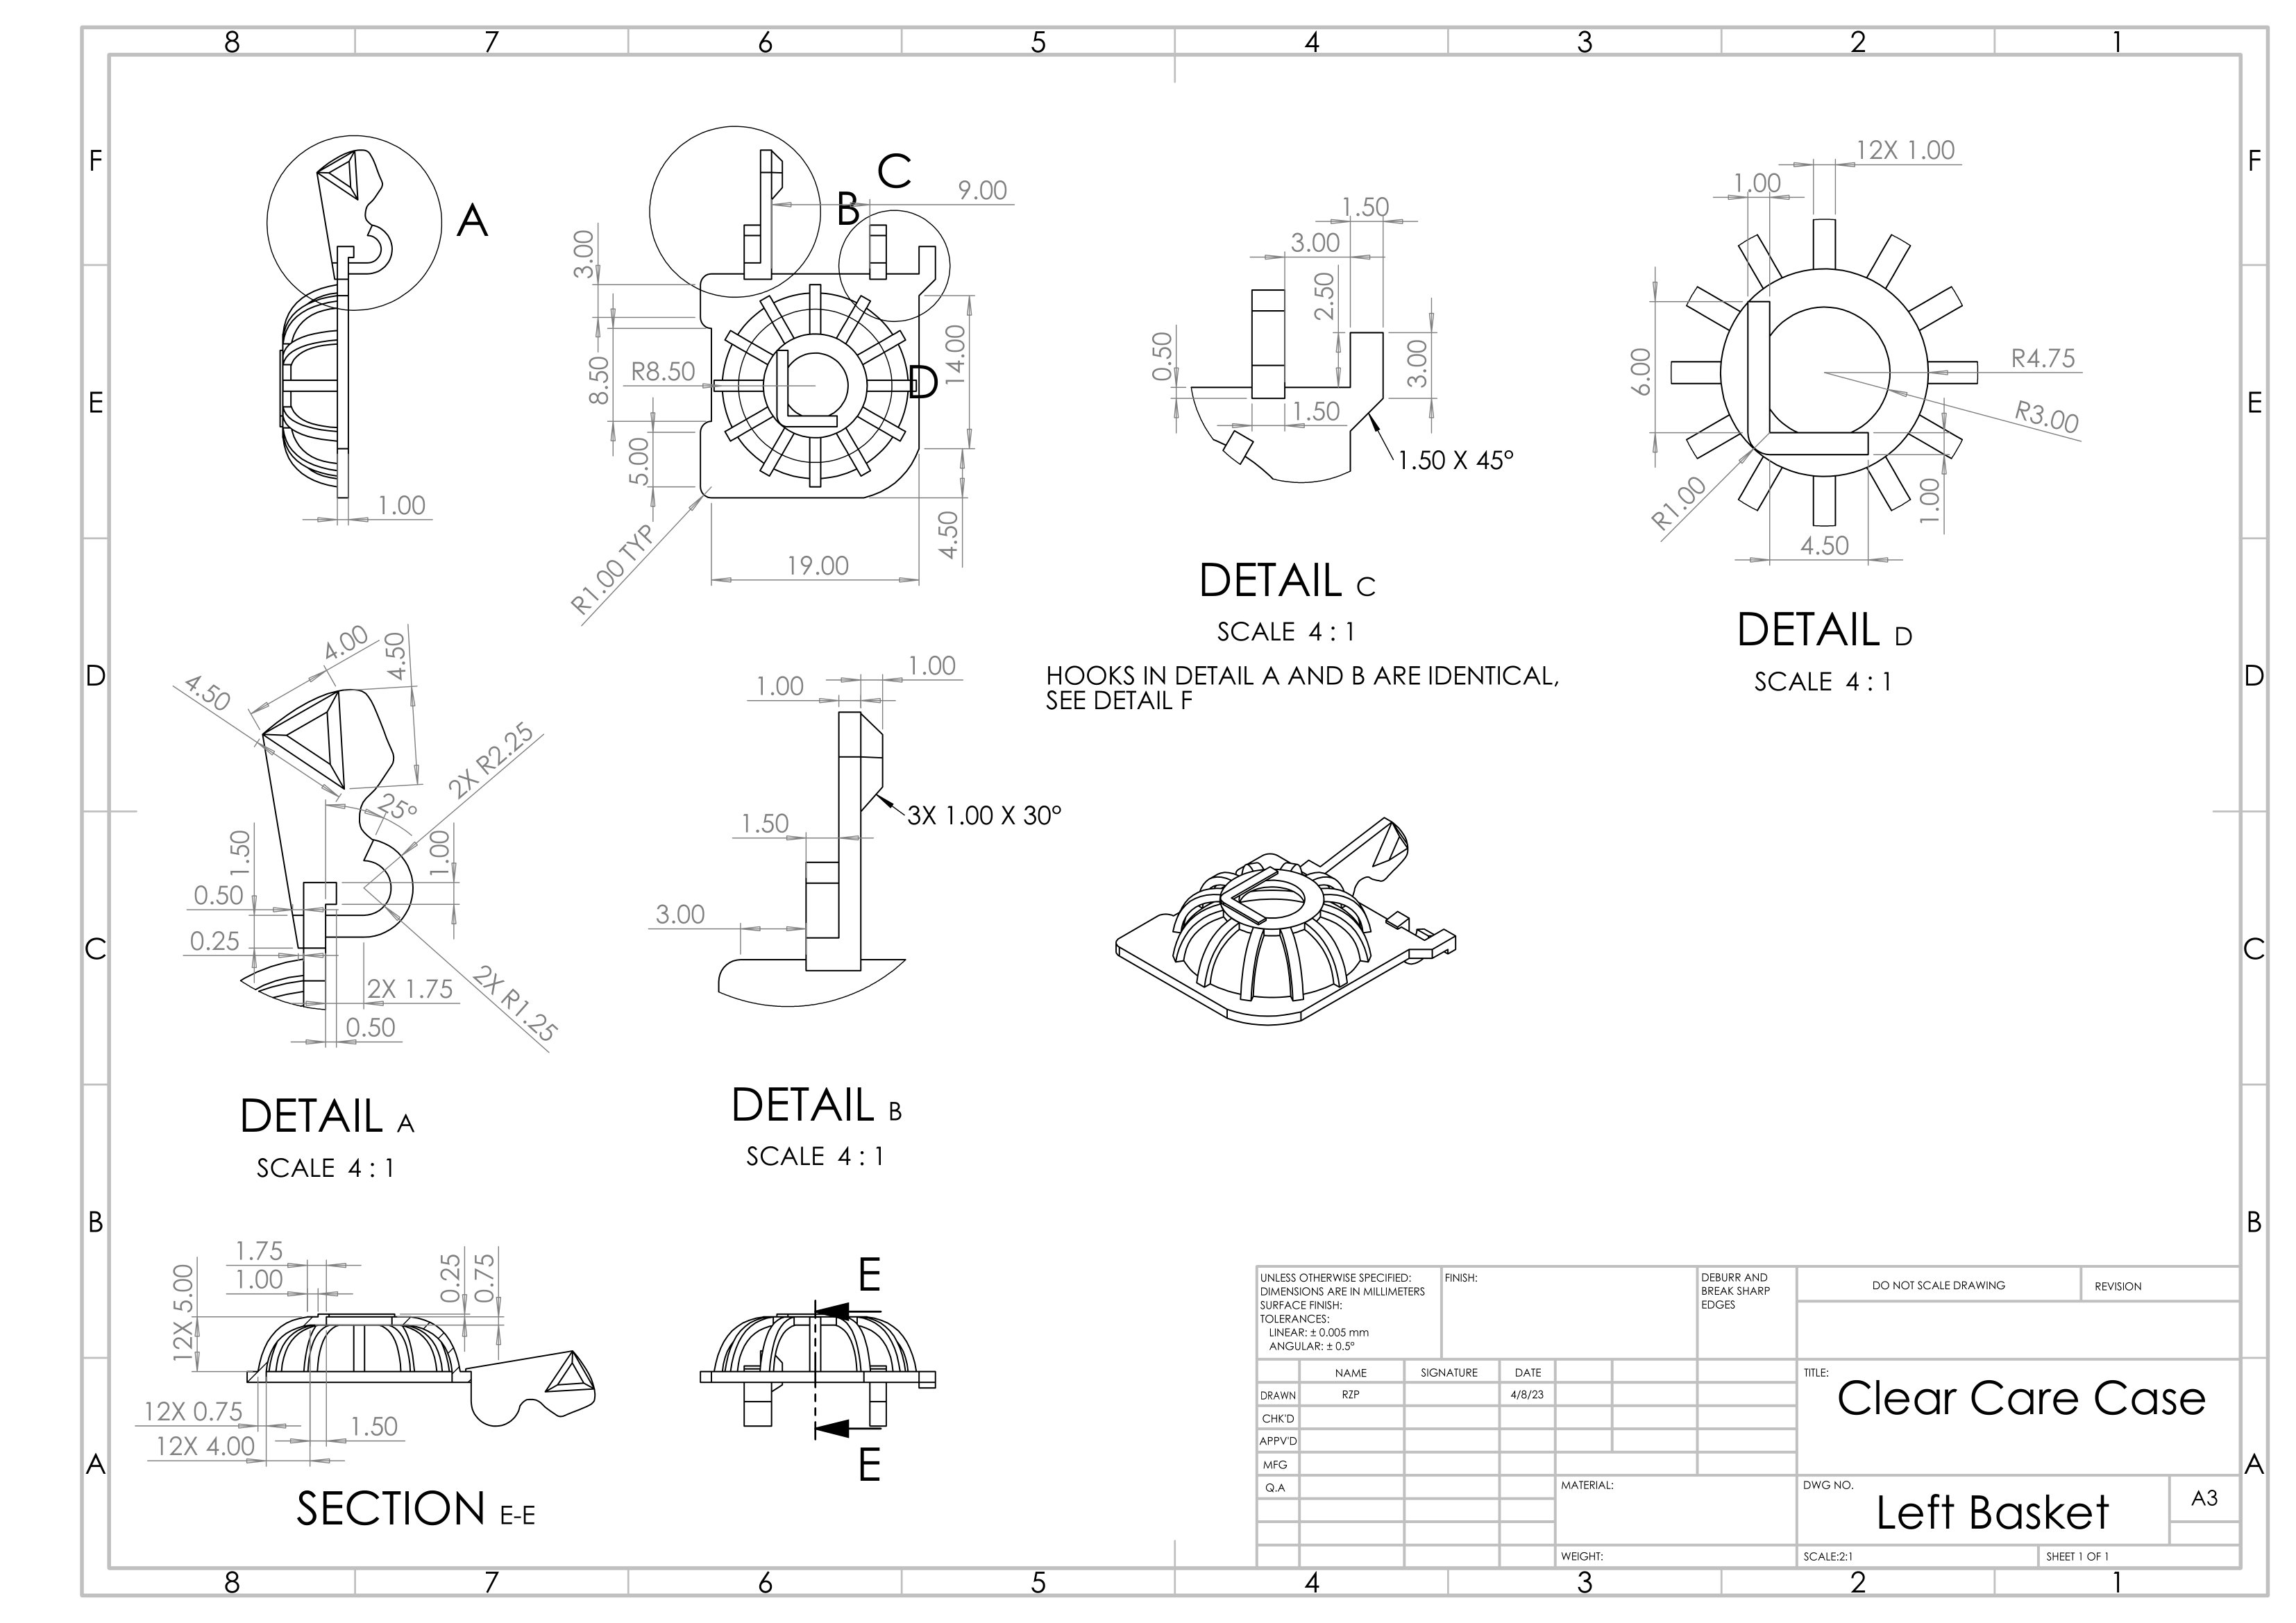 8 7 6 5 4 3 2 1
F
F
E
E
D
D
C
C
B
B
A
A
A
1.00
C
B
9.00
3.00
8.50
R8.50
5.00
D
14.00
4.50
R1.00 TYP
19.00
1.50
3.00
2.50
0.50
3.00
1.50
1.50 X 45°
DETAIL C
SCALE 4 : 1
12X 1.00
1.00
6.00
R4.75
R3.00
R1.00
1.00
4.50
DETAIL D
SCALE 4 : 1
HOOKS IN DETAIL A AND B ARE IDENTICAL,
SEE DETAIL F
4.00
4.50
4.50
2X R2.25
25°
1.50
1.00
0.50
0.25
2X 1.75
2X R1.25
0.50
DETAIL A
SCALE 4 : 1
1.00
1.00
3X 1.00 X 30°
1.50
3.00
DETAIL B
SCALE 4 : 1
1.75
1.00
12X 5.00
0.25
0.75
12X 0.75
1.50
12X 4.00
SECTION E-E
E
E
UNLESS OTHERWISE SPECIFIED:
DIMENSIONS ARE IN MILLIMETERS
SURFACE FINISH:
TOLERANCES:
LINEAR: ± 0.005 mm
ANGULAR: ± 0.5°
FINISH:
DEBURR AND
BREAK SHARP
EDGES
DO NOT SCALE DRAWING
REVISION
NAME
SIGNATURE
DATE
DRAWN
RZP
4/8/23
CHK'D
APPV'D
MFG
Q.A
TITLE:
Clear Care Case
MATERIAL:
DWG NO.
Left Basket
A3
WEIGHT:
SCALE:2:1
SHEET 1 OF 1
8 7 6 5 4 3 2 1